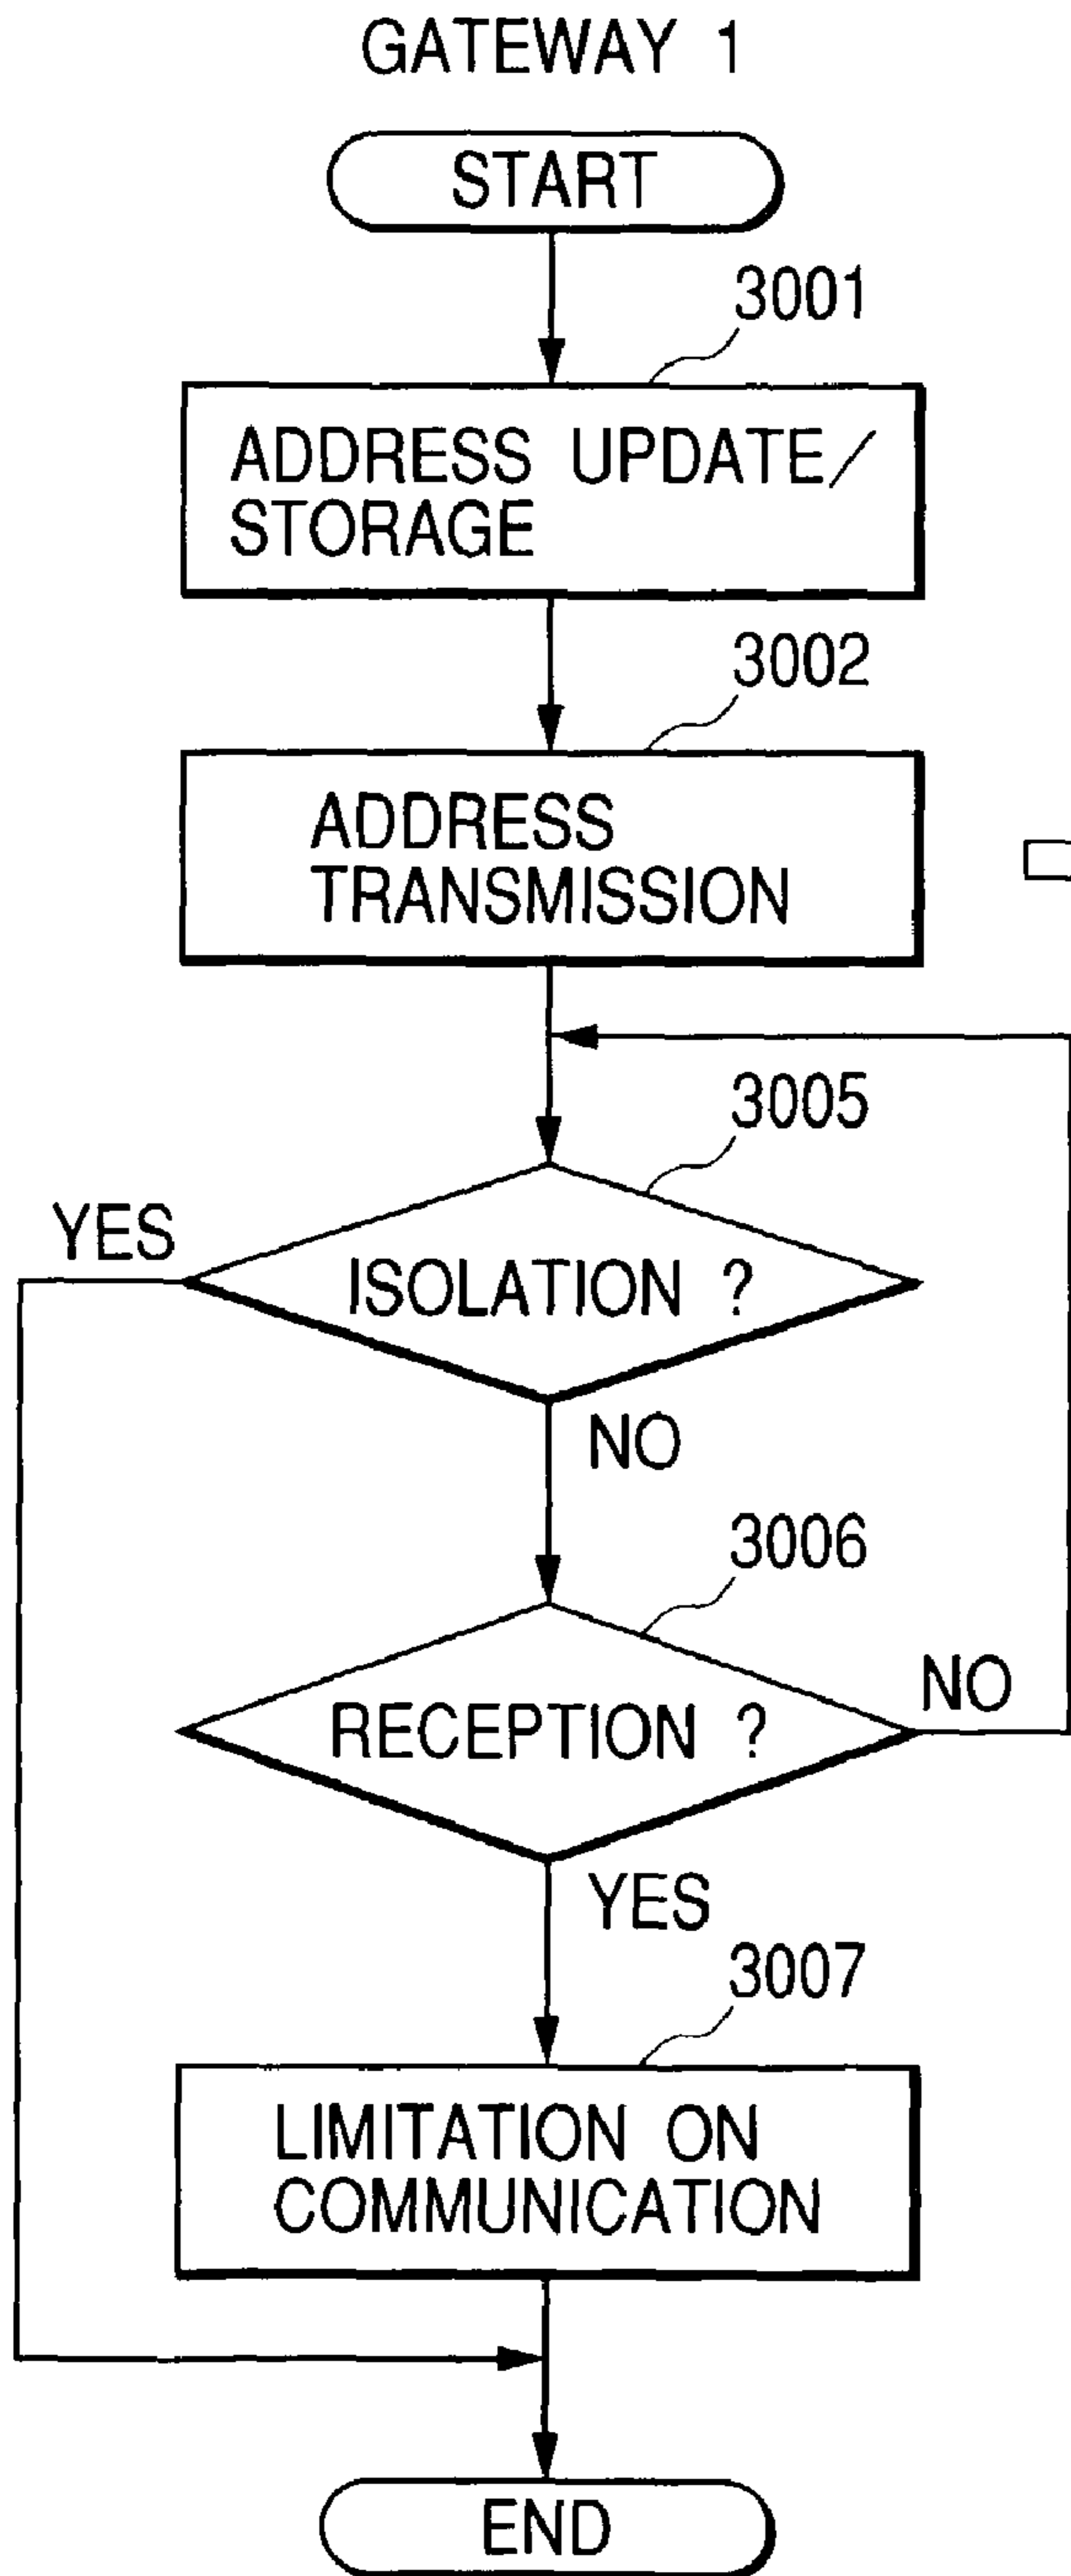 GATEWAY 1
START
3001
ADDRESS UPDATE/
STORAGE
3002
ADDRESS
TRANSMISSION
3005
YES
ISOLATION ?
NO
3006
NO
RECEPTION ?
YES
3007
LIMITATION ON
COMMUNICATION
END